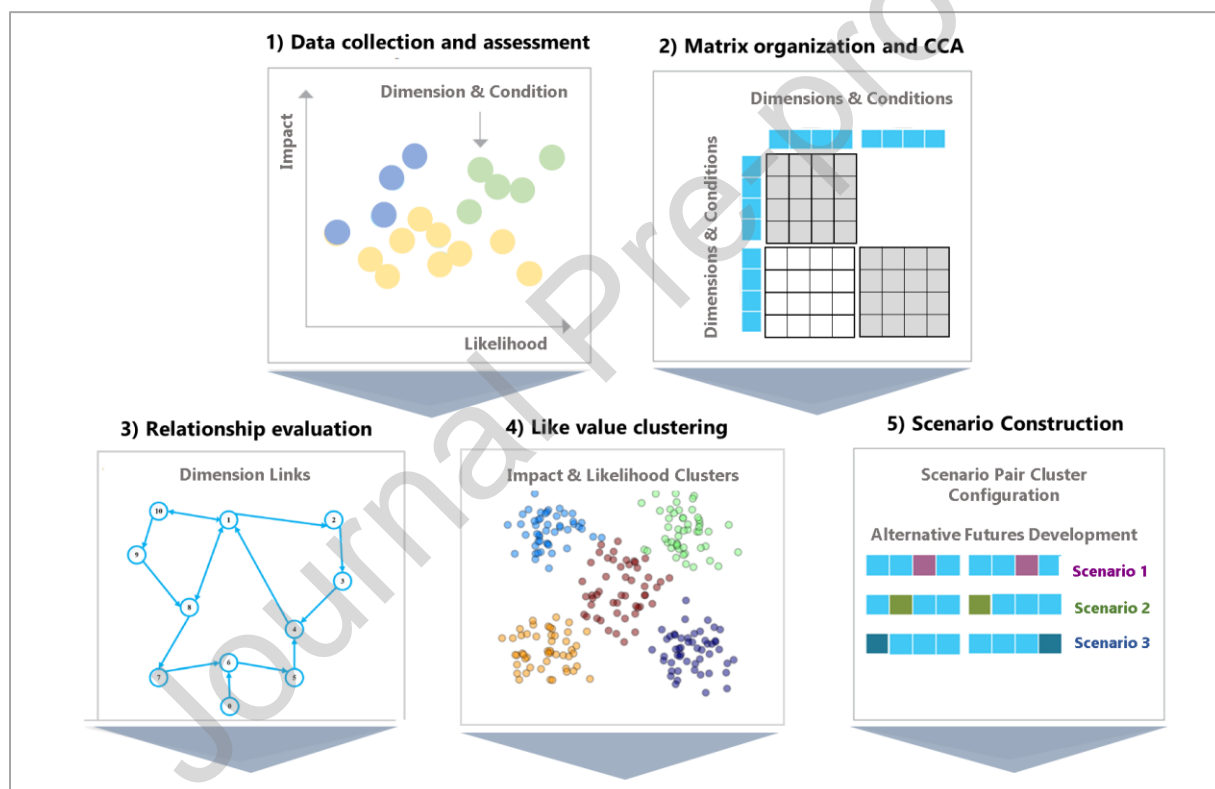 1) Data collection and assessment
2) Matrix organization and CCA
Dimension & Condition
Impact
Likelihood
Dimensions & Conditions
Dimensions & Conditions
3) Relationship evaluation
4) Like value clustering
5) Scenario Construction
Dimension Links
10
1
2
9
3
8
4
7
6
5
0
Impact & Likelihood Clusters
Scenario Pair Cluster
Configuration
Alternative Futures Development
Scenario 1
Scenario 2
Scenario 3
Journal Pre-pro